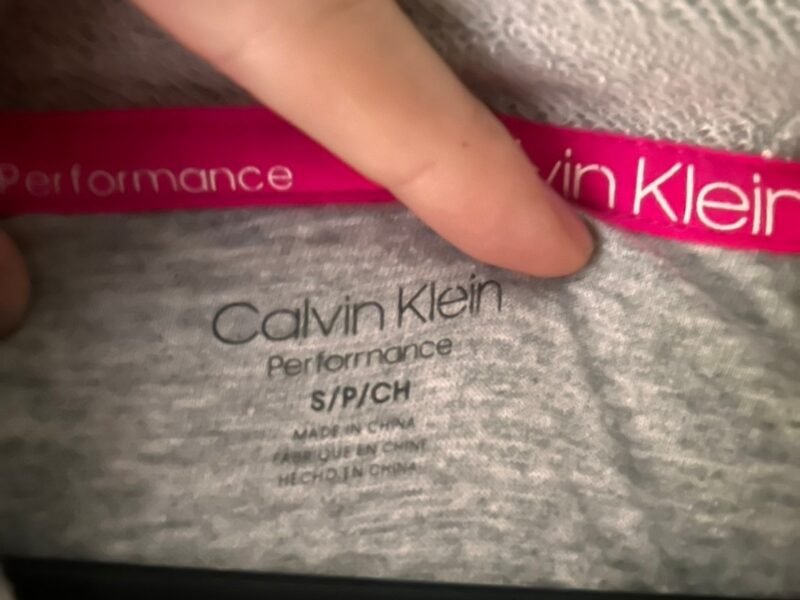 Performance
vin Klein
Calvin Klein
Performance
S/P/CH
MADE IN CHINA
FABRIQUÉ EN CHINE
HECHO EN CHINA